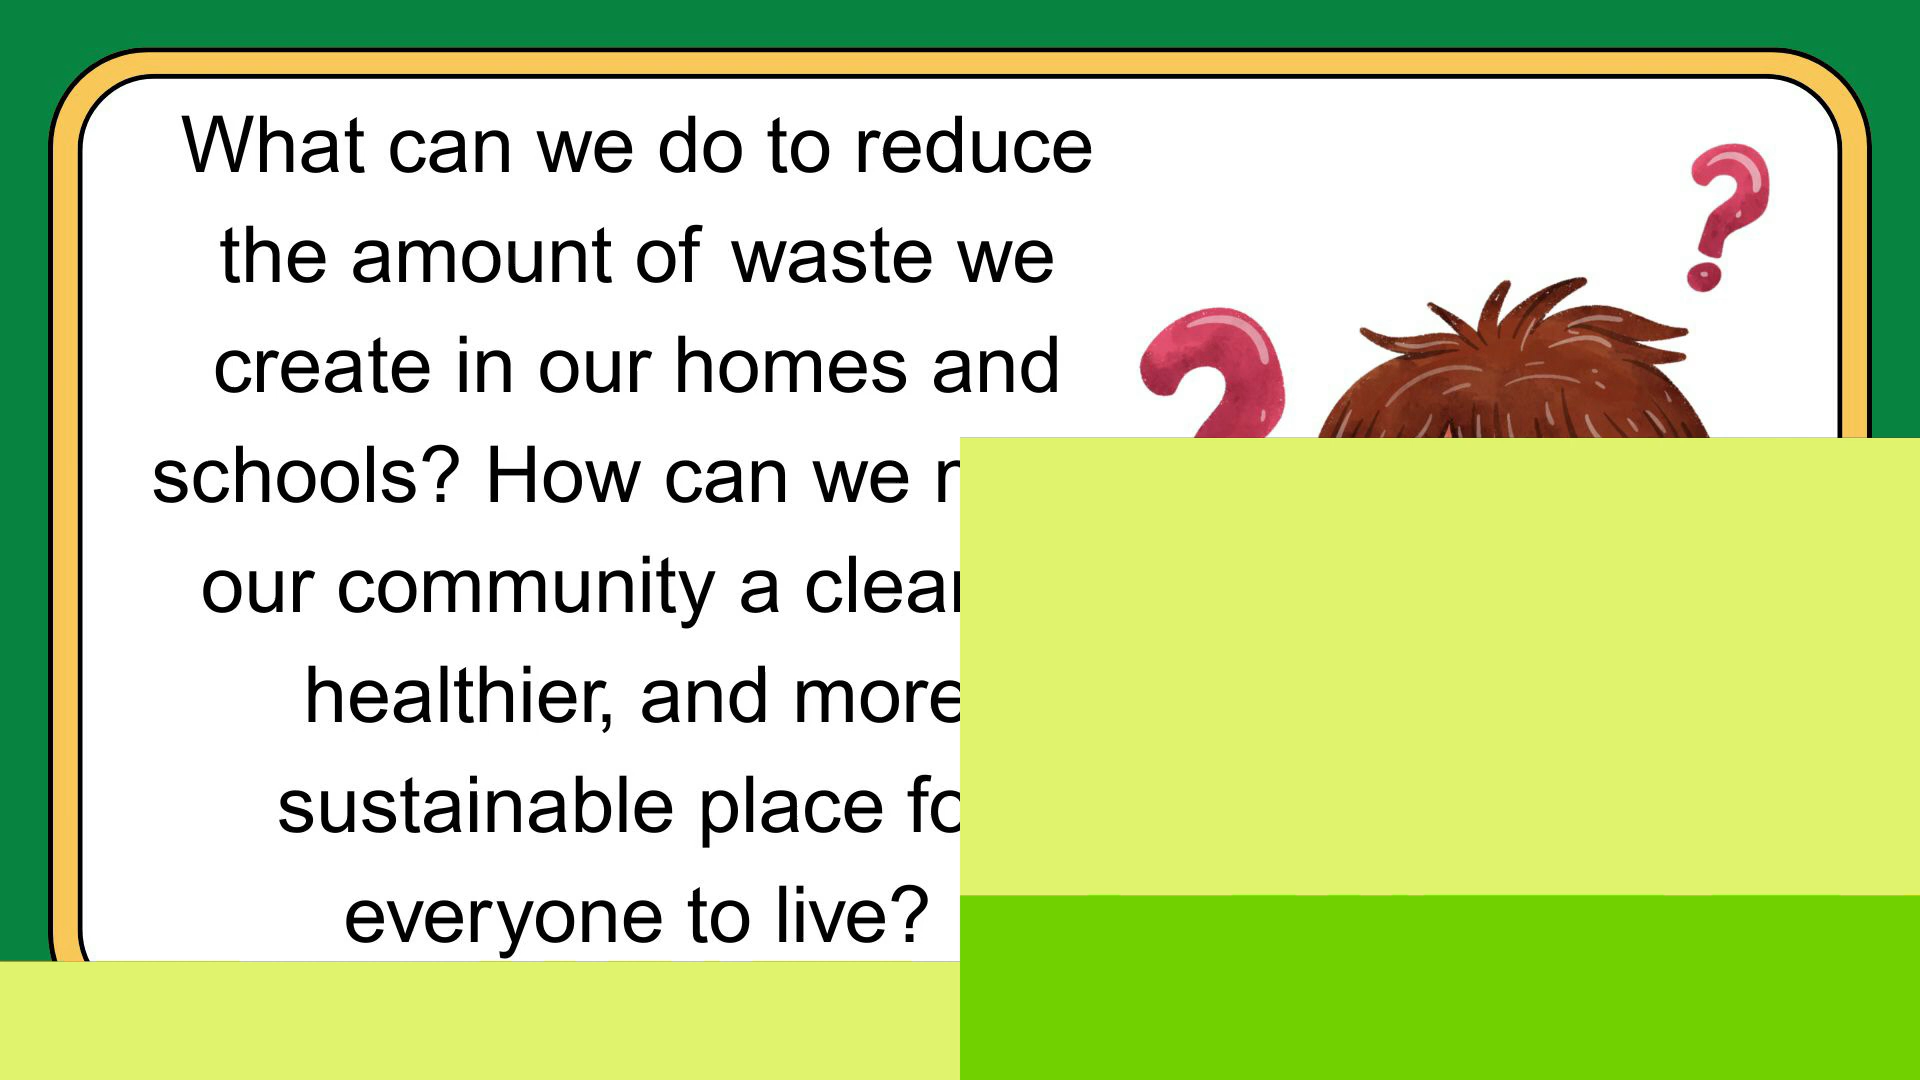 What can we do to reduce
the amount of waste we
create in our homes and
schools? How can we
our community a
healthier, and more
sustainable place
everyone to live?